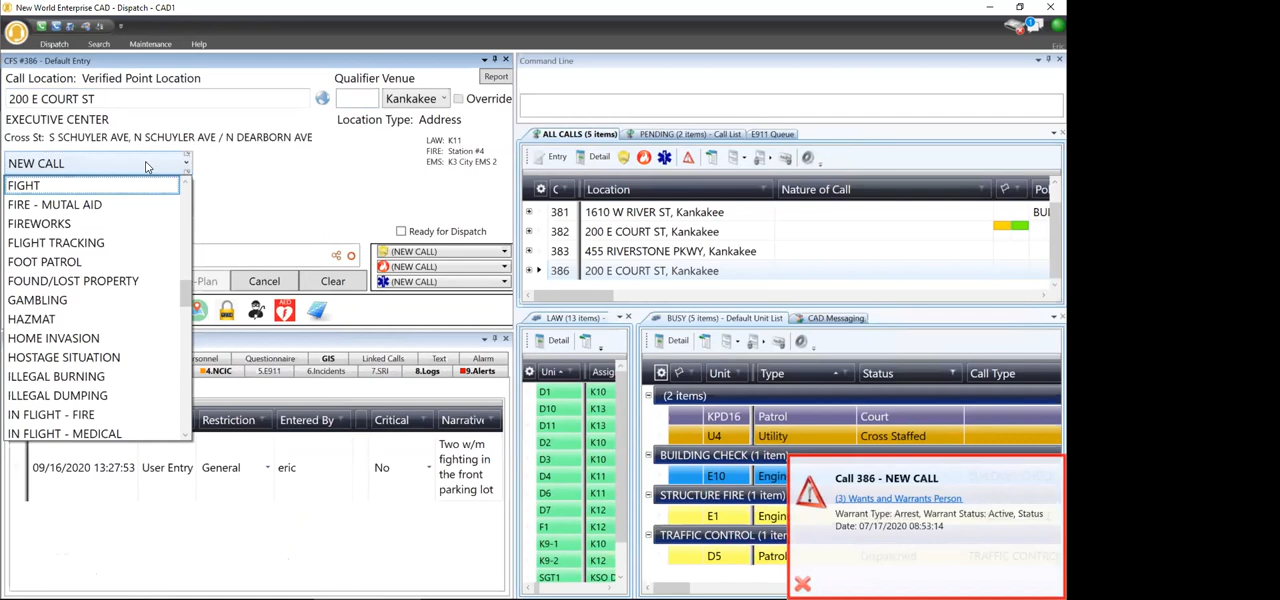 New World Enterprise CAD - Dispatch - CAD1
Dispatch Search Maintenance Help
1
Eric
CFS #386 - Default Entry
Call Location: Verified Point Location
Qualifier Venue
Report
200 E COURT ST
Kankakee
Override
EXECUTIVE CENTER
Location Type: Address
Cross St: S SCHUYLER AVE, N SCHUYLER AVE / N DEARBORN AVE
LAW: K11
FIRE: Station #4
EMS: K3 City EMS 2
NEW CALL
FIGHT
FIRE - MUTAL AID
FIREWORKS
FLIGHT TRACKING
FOOT PATROL
FOUND/LOST PROPERTY
GAMBLING
HAZMAT
HOME INVASION
HOSTAGE SITUATION
ILLEGAL BURNING
ILLEGAL DUMPING
IN FLIGHT - FIRE
IN FLIGHT - MEDICAL
Ready for Dispatch
(NEW CALL)
(NEW CALL)
(NEW CALL)
-Plan Cancel Clear
AED
Questionnaire GIS Linked Calls Text Alarm
4.NCIC 5.E911 6.Incidents 7.SRI 8.Logs 9.Alerts
Restriction Entered By Critical Narrative
09/16/2020 13:27:53 User Entry General eric No
Two w/m
fighting in
the front
parking lot
Command Line
ALL CALLS (5 items) PENDING (2 items) - Call List E911 Queue
Entry Detail
C Location Nature of Call
381 1610 W RIVER ST, Kankakee
382 200 E COURT ST, Kankakee
383 455 RIVERSTONE PKWY, Kankakee
386 200 E COURT ST, Kankakee
LAW (13 items) -
Detail
Uni Assig
D1 K10
D10 K13
D11 K13
D2 K10
D3 K10
D4 K11
D6 K11
D7 K12
F1 K12
K9-1 K10
K9-2 K12
SGT1 KSO D
BUSY (5 items) - Default Unit List CAD Messaging
Detail
Unit Type Status Call Type
(2 items)
KPD16 Patrol Court
U4 Utility Cross Staffed
BUILDING CHECK (1 item)
E10 Engin
STRUCTURE FIRE (1 item)
E1 Engin
TRAFFIC CONTROL (1 iter
D5 Patro
Call 386 - NEW CALL
(3) Wants and Warrants Person
Warrant Type: Arrest, Warrant Status: Active, Status
Date: 07/17/2020 08:53:14